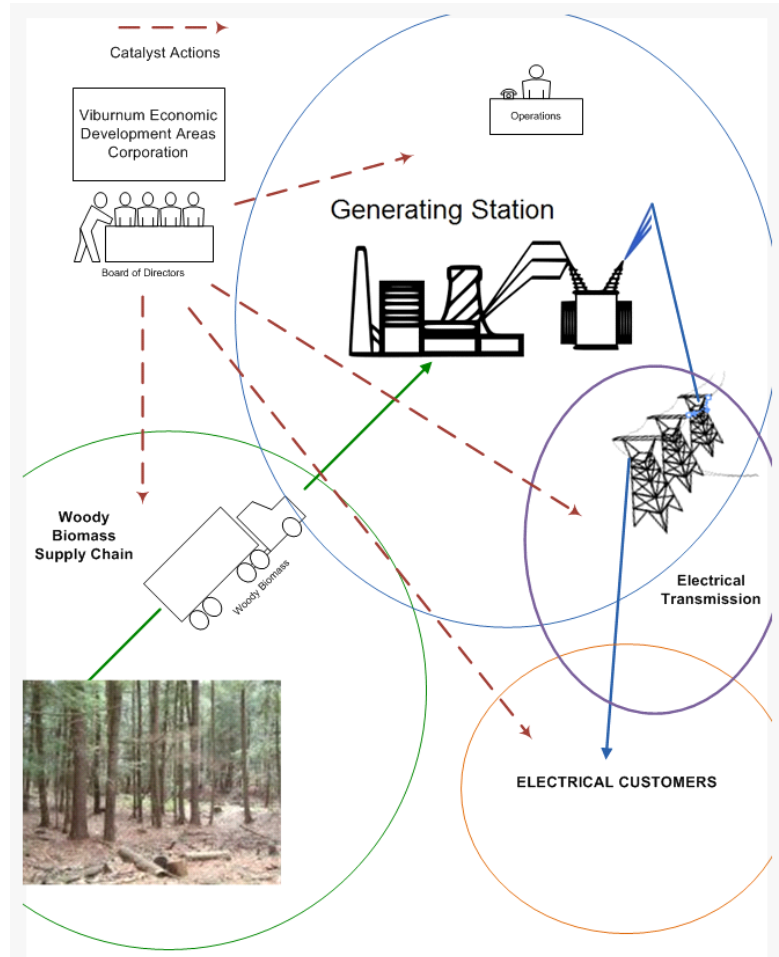 Catalyst Actions
Viburnum Economic
Development Areas
Corporation
Board of Directors
Operations
Generating Station
Woody
Biomass
Supply Chain
Woody Biomass
Electrical
Transmission
ELECTRICAL CUSTOMERS